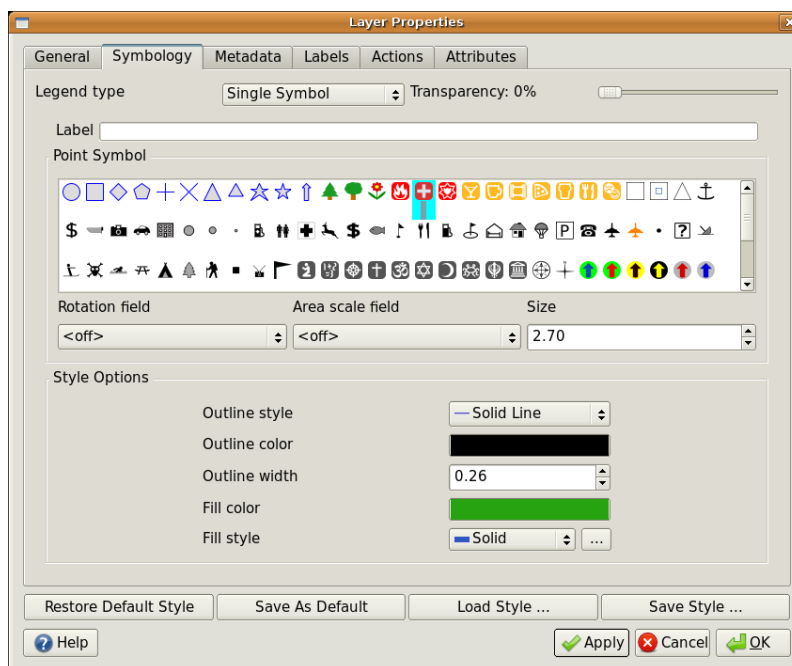 Layer Properties
General Symbology Metadata Labels Actions Attributes
Legend type Single Symbol Transparency: 0%
Label
Point Symbol
$ $ P ?
Rotation field Area scale field Size
<off> <off> 2.70
Style Options
Outline style Solid Line
Outline color
Outline width 0.26
Fill color
Fill style Solid ...
Restore Default Style Save As Default Load Style ... Save Style ...
Help Apply Cancel OK